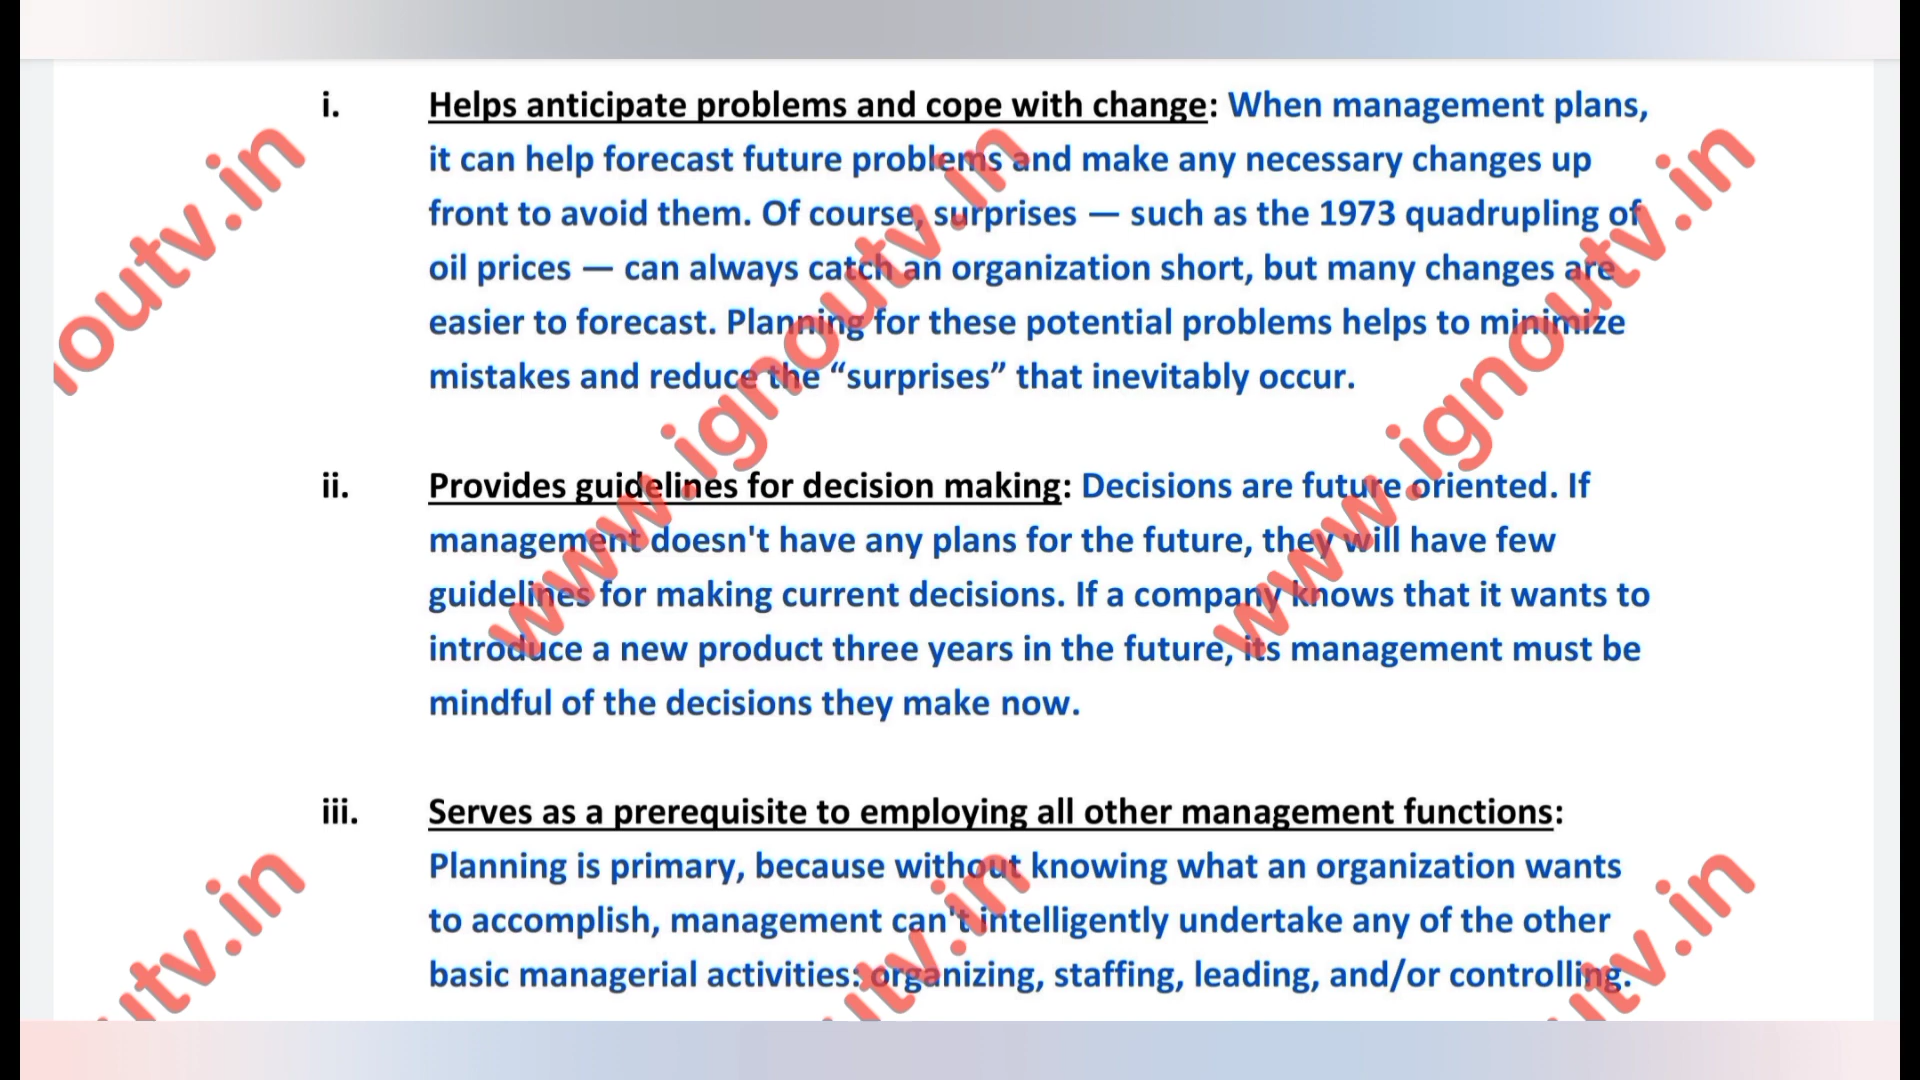 i. Helps anticipate problems and cope with change: When management plans,
it can help forecast future problems and make any necessary changes up
front to avoid them. Of course, surprises — such as the 1973 quadrupling of
oil prices — can always catch an organization short, but many changes are
easier to forecast. Planning for these potential problems helps to minimize
mistakes and reduce the “surprises” that inevitably occur.
ii. Provides guidelines for decision making: Decisions are future oriented. If
management doesn't have any plans for the future, they will have few
guidelines for making current decisions. If a company knows that it wants to
introduce a new product three years in the future, its management must be
mindful of the decisions they make now.
iii. Serves as a prerequisite to employing all other management functions:
Planning is primary, because without knowing what an organization wants
to accomplish, management can't intelligently undertake any of the other
basic managerial activities: organizing, staffing, leading, and/or controlling.
noutv.in
www.ignoutv.in
www.ignoutv.in
utv.in
utv.in
utv.in